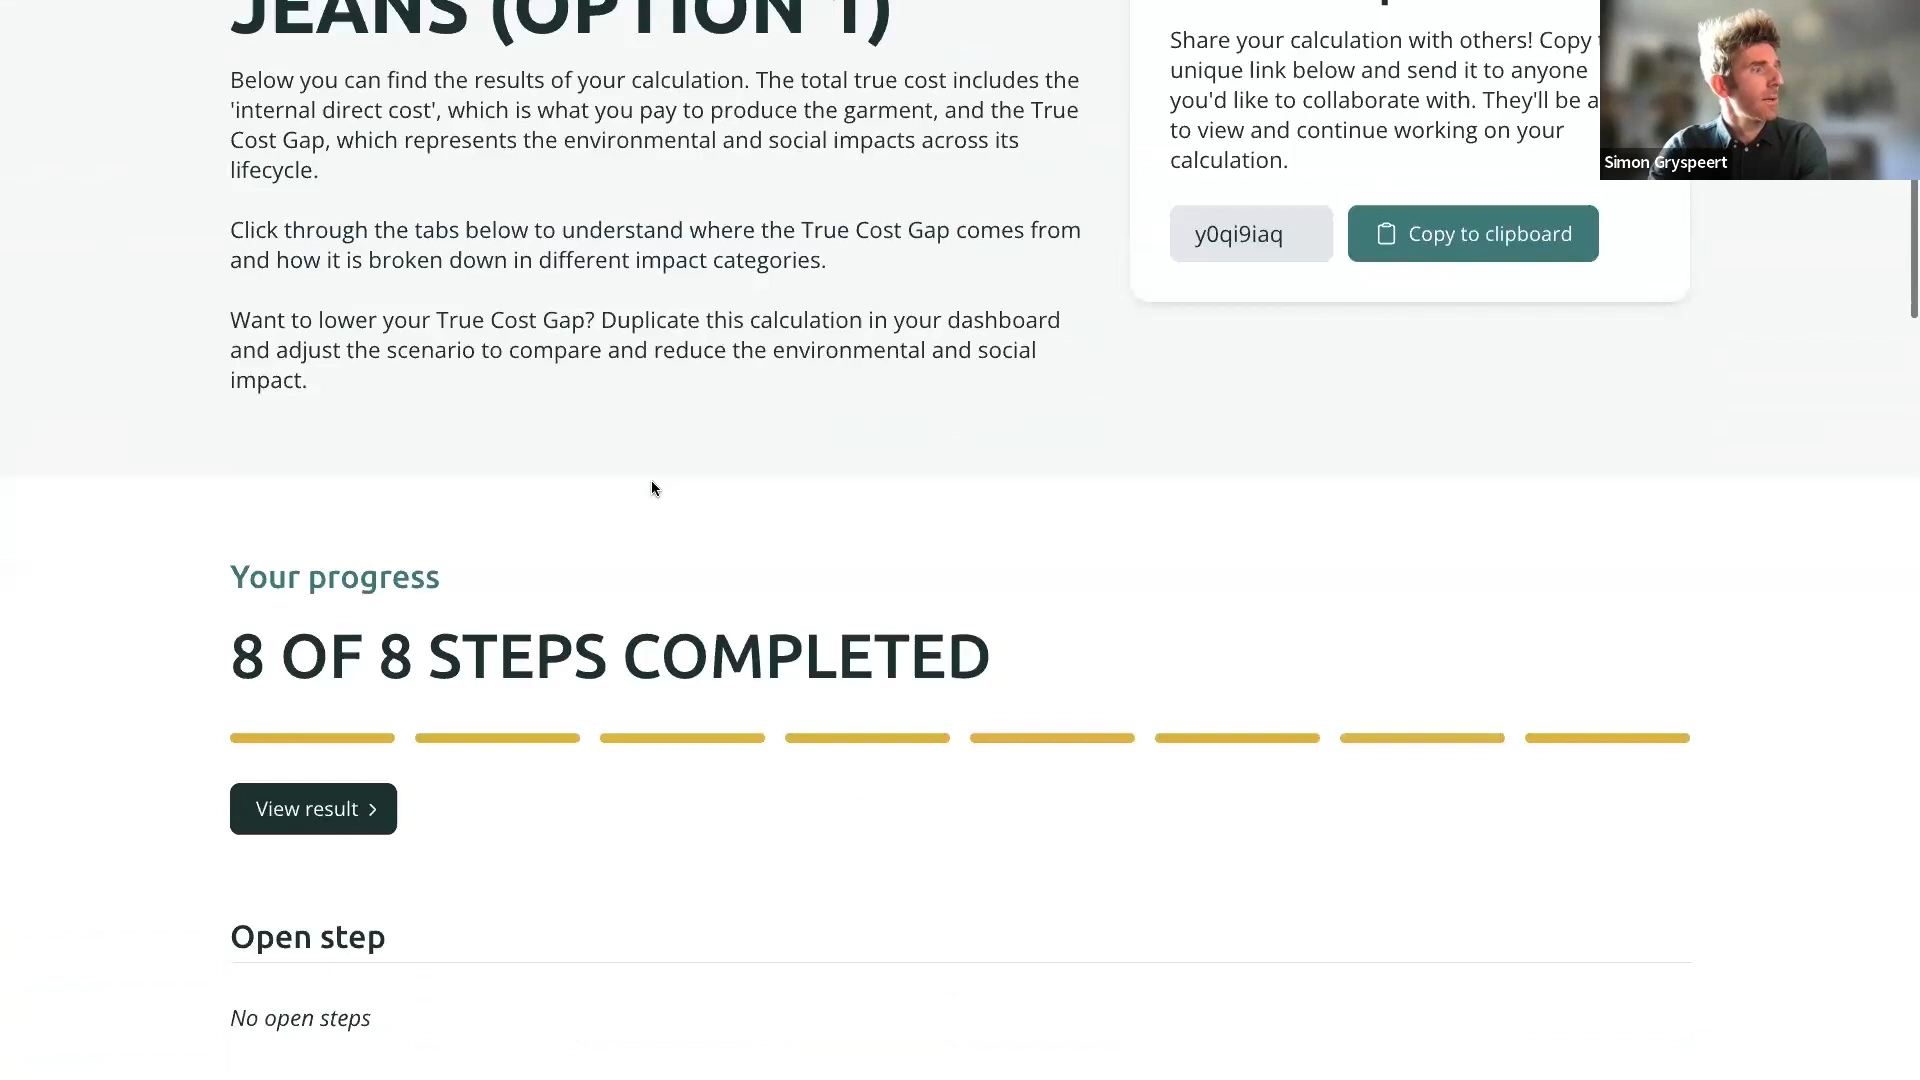 JEANS (OPTION 1)
Below you can find the results of your calculation. The total true cost includes the
'internal direct cost', which is what you pay to produce the garment, and the True
Cost Gap, which represents the environmental and social impacts across its
lifecycle.
Click through the tabs below to understand where the True Cost Gap comes from
and how it is broken down in different impact categories.
Want to lower your True Cost Gap? Duplicate this calculation in your dashboard
and adjust the scenario to compare and reduce the environmental and social
impact.
Share your calculation with others! Copy
unique link below and send it to anyone
you'd like to collaborate with. They'll be a
to view and continue working on your
calculation.
y0qi9iaq
Copy to clipboard
Simon Gryspeert
Your progress
8 OF 8 STEPS COMPLETED
View result
Open step
No open steps